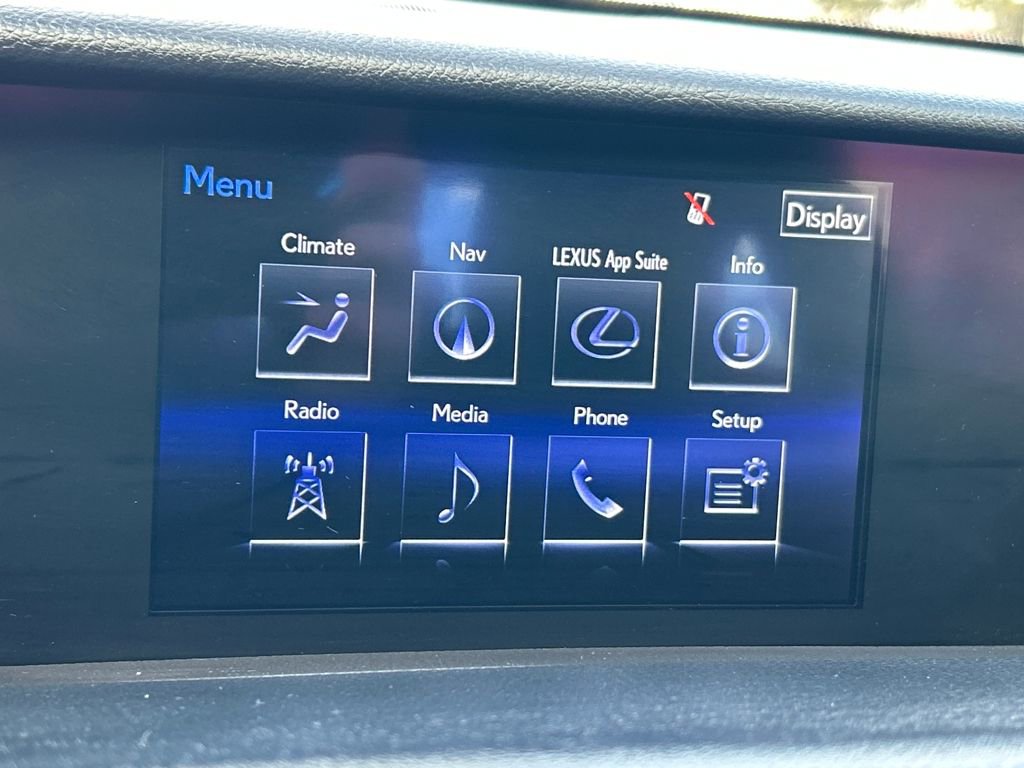 Menu
Display
Climate
Nav
LEXUS App Suite
Info
Radio
Media
Phone
Setup